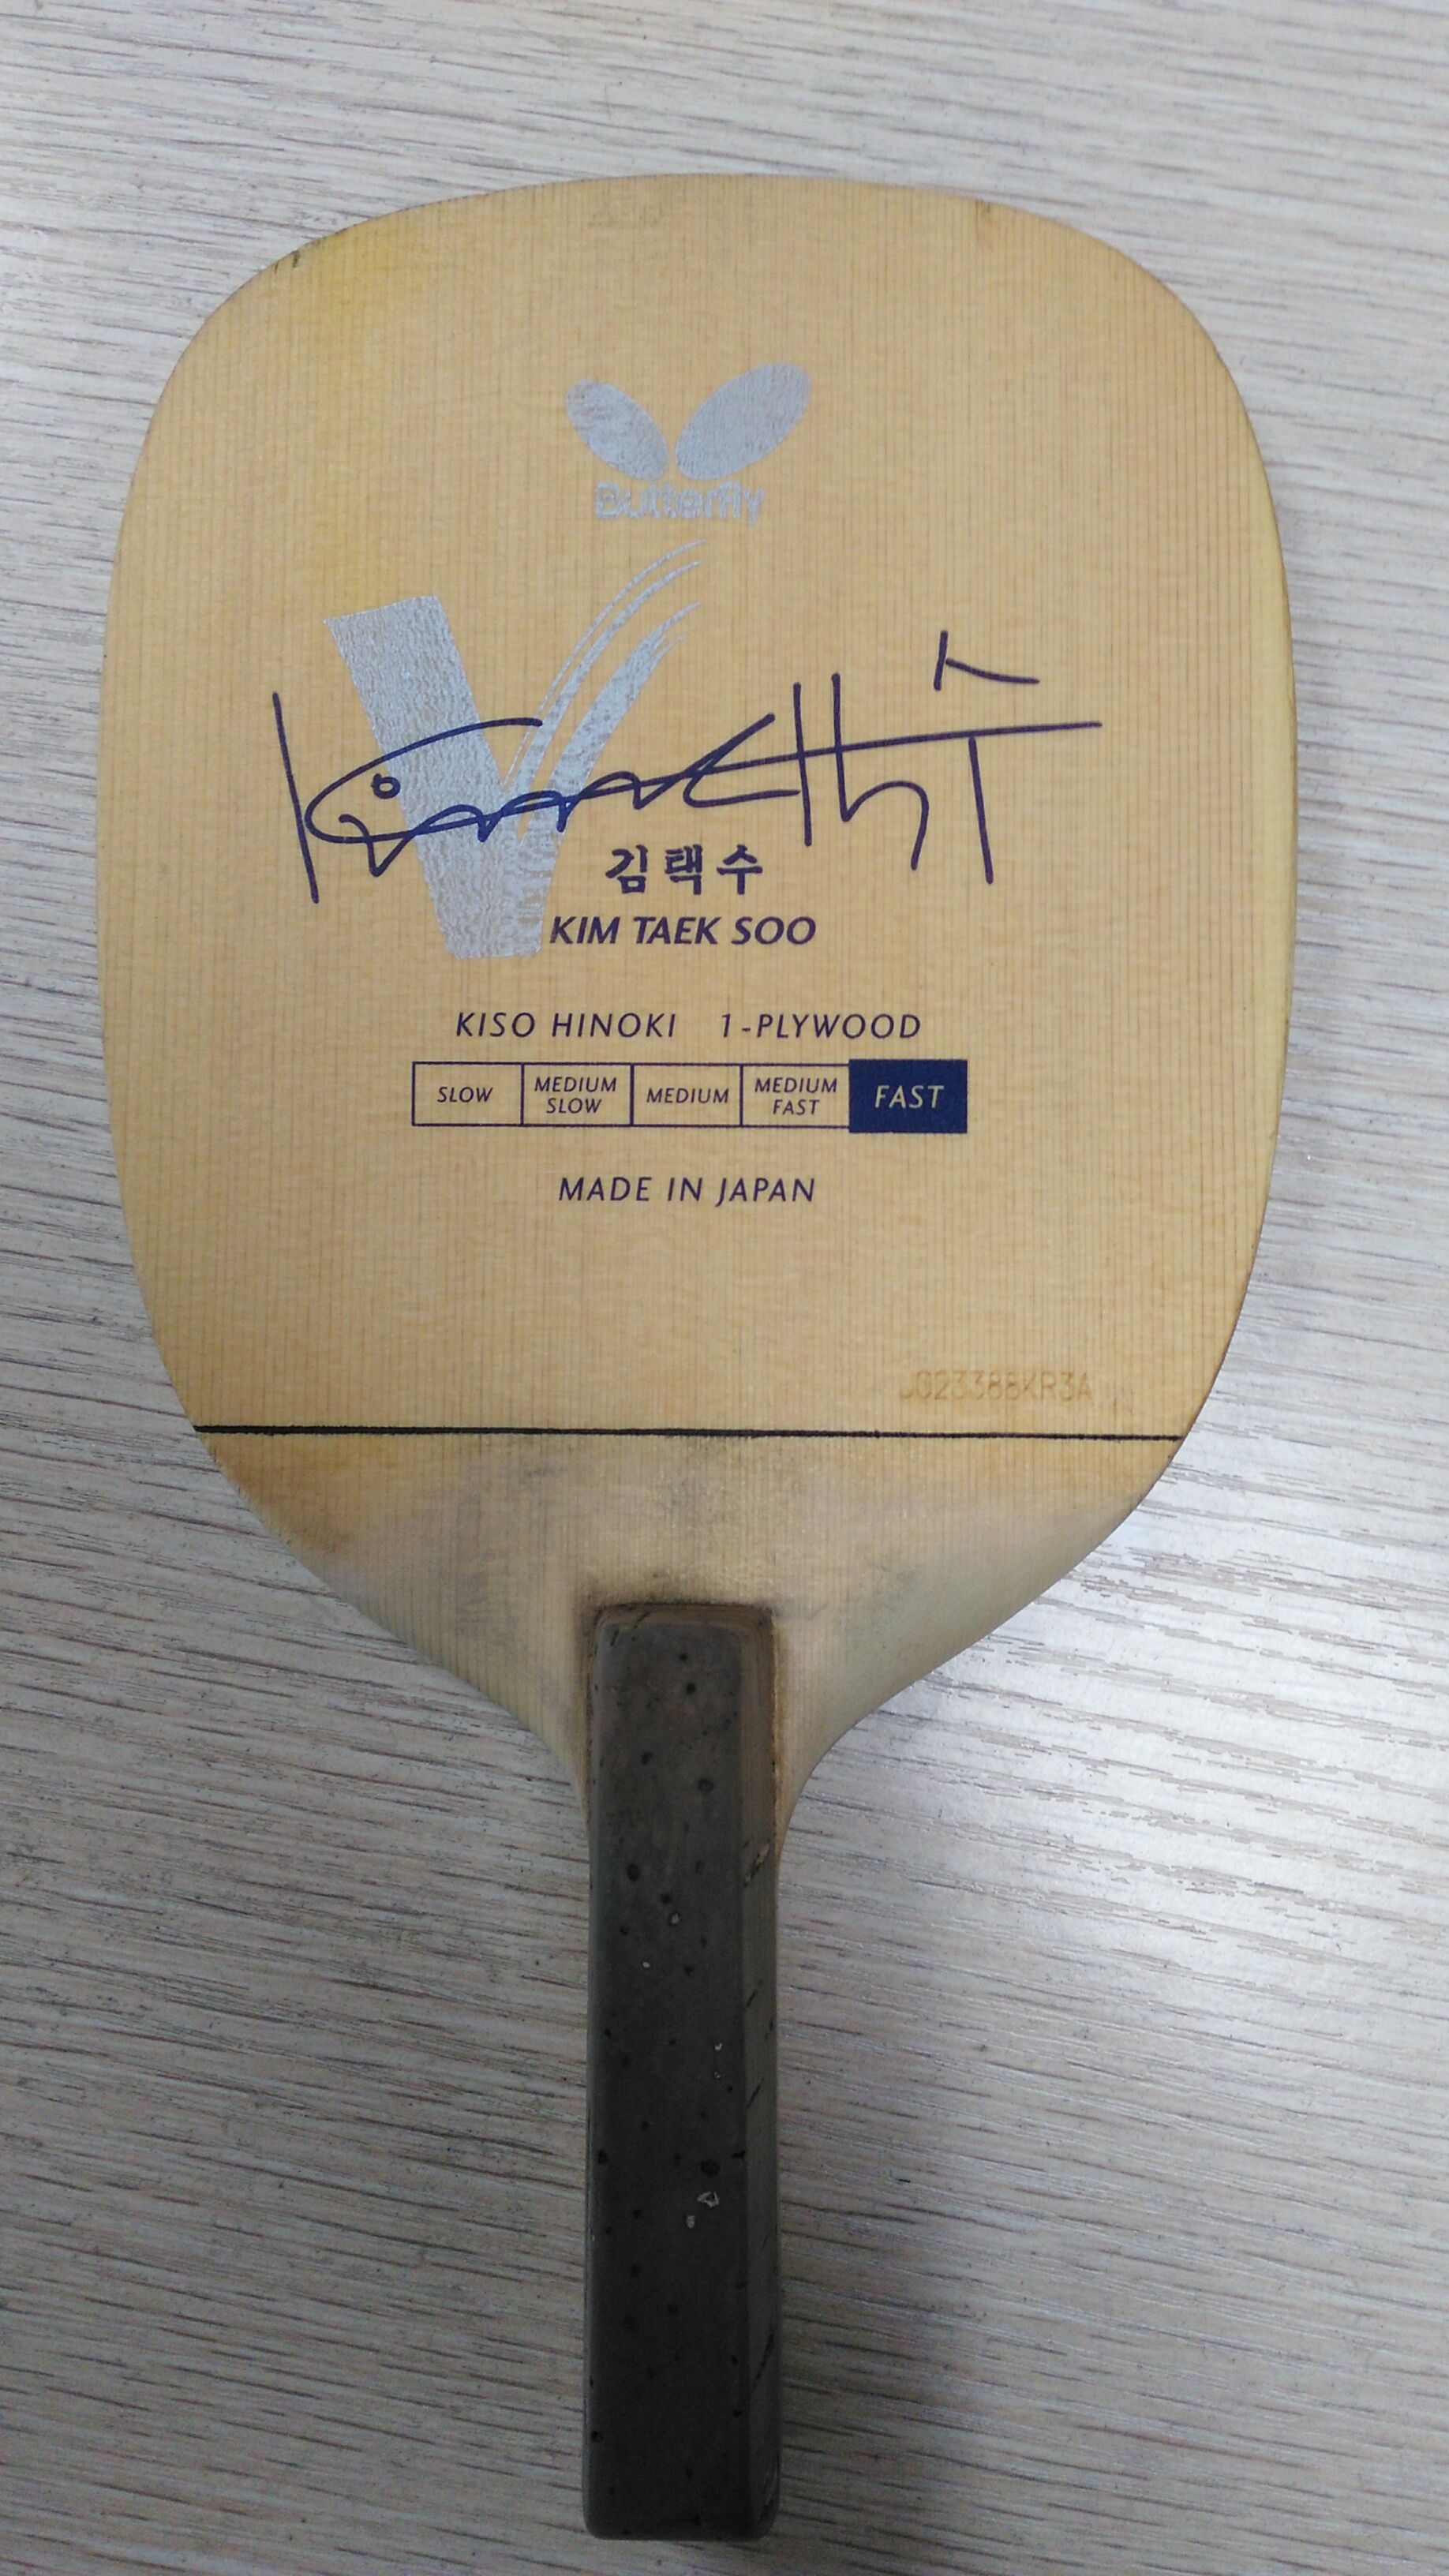 Butterfly
김택수
KIM TAEK SOO
KISO HINOKI 1-PLYWOOD
SLOW MEDIUM SLOW MEDIUM MEDIUM FAST FAST
MADE IN JAPAN